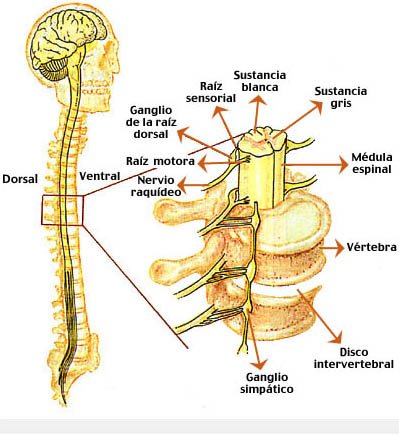 Sustancia
blanca
Raíz
sensorial
Sustancia
gris
Ganglio
de la raíz
dorsal
Raíz motora
Médula
espinal
Dorsal
Ventral
Nervio
raquídeo
Vértebra
Disco
intervertebral
Ganglio
simpático